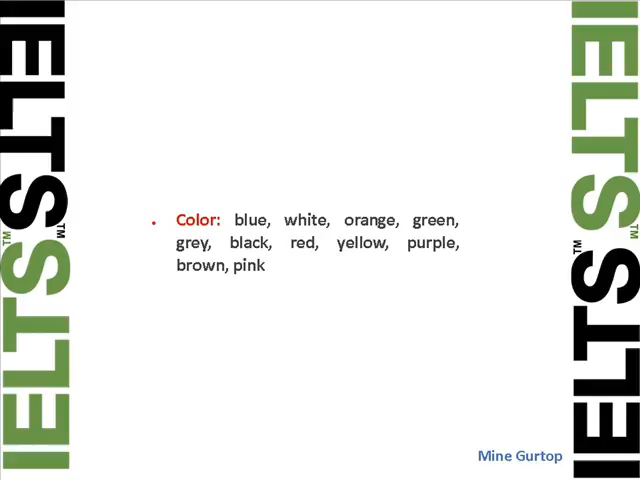 IELTS™
IELTS™
• Color: blue, white, orange, green,
grey, black, red, yellow, purple,
brown, pink
IELTS™
IELTS™
Mine Gurtop